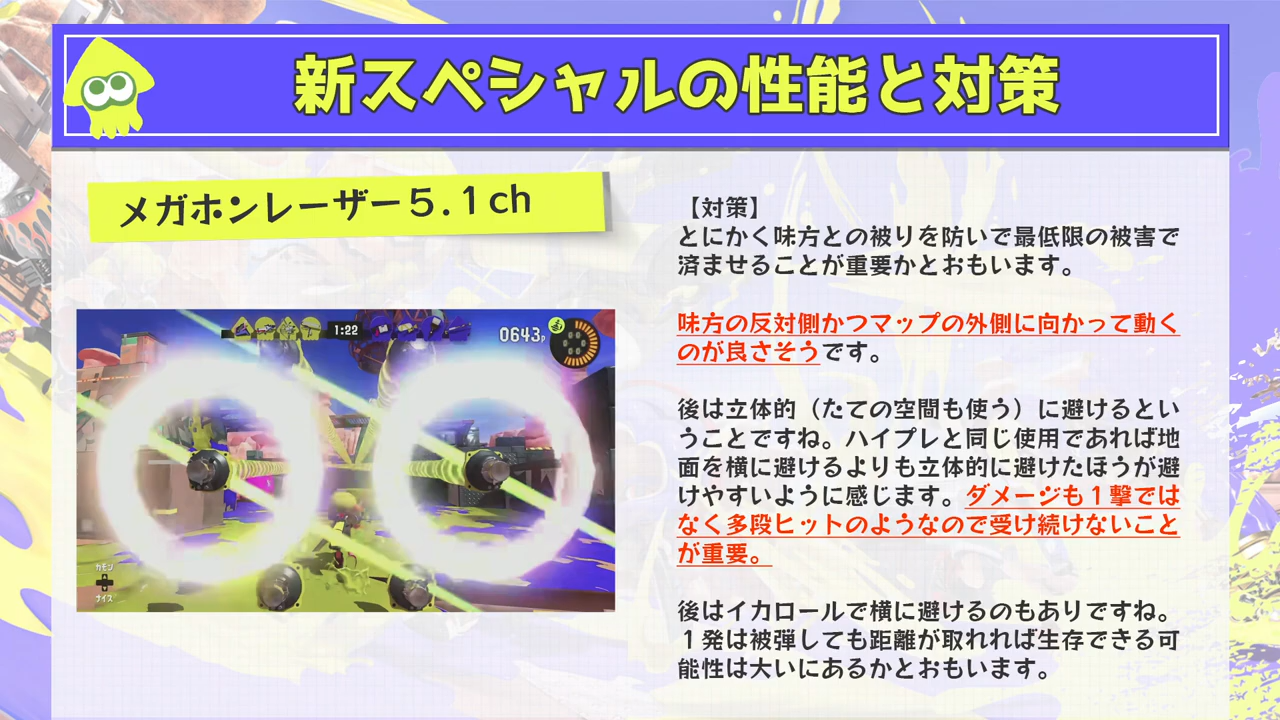 新スペシャルの性能と対策
メガホンレーザー５.１ch
1:22
0643p
カモン
ナイス
【対策】
とにかく味方との被りを防いで最低限の被害で
済ませることが重要かとおもいます。
味方の反対側かつマップの外側に向かって動く
のが良さそうです。
後は立体的（たての空間も使う）に避けるとい
うことですね。ハイプレと同じ使用であれば地
面を横に避けるよりも立体的に避けたほうが避
けやすいように感じます。ダメージも１撃では
なく多段ヒットのようなので受け続けないこと
が重要。
後はイカロールで横に避けるのもありですね。
１発は被弾しても距離が取れれば生存できる可
能性は大いにあるかとおもいます。